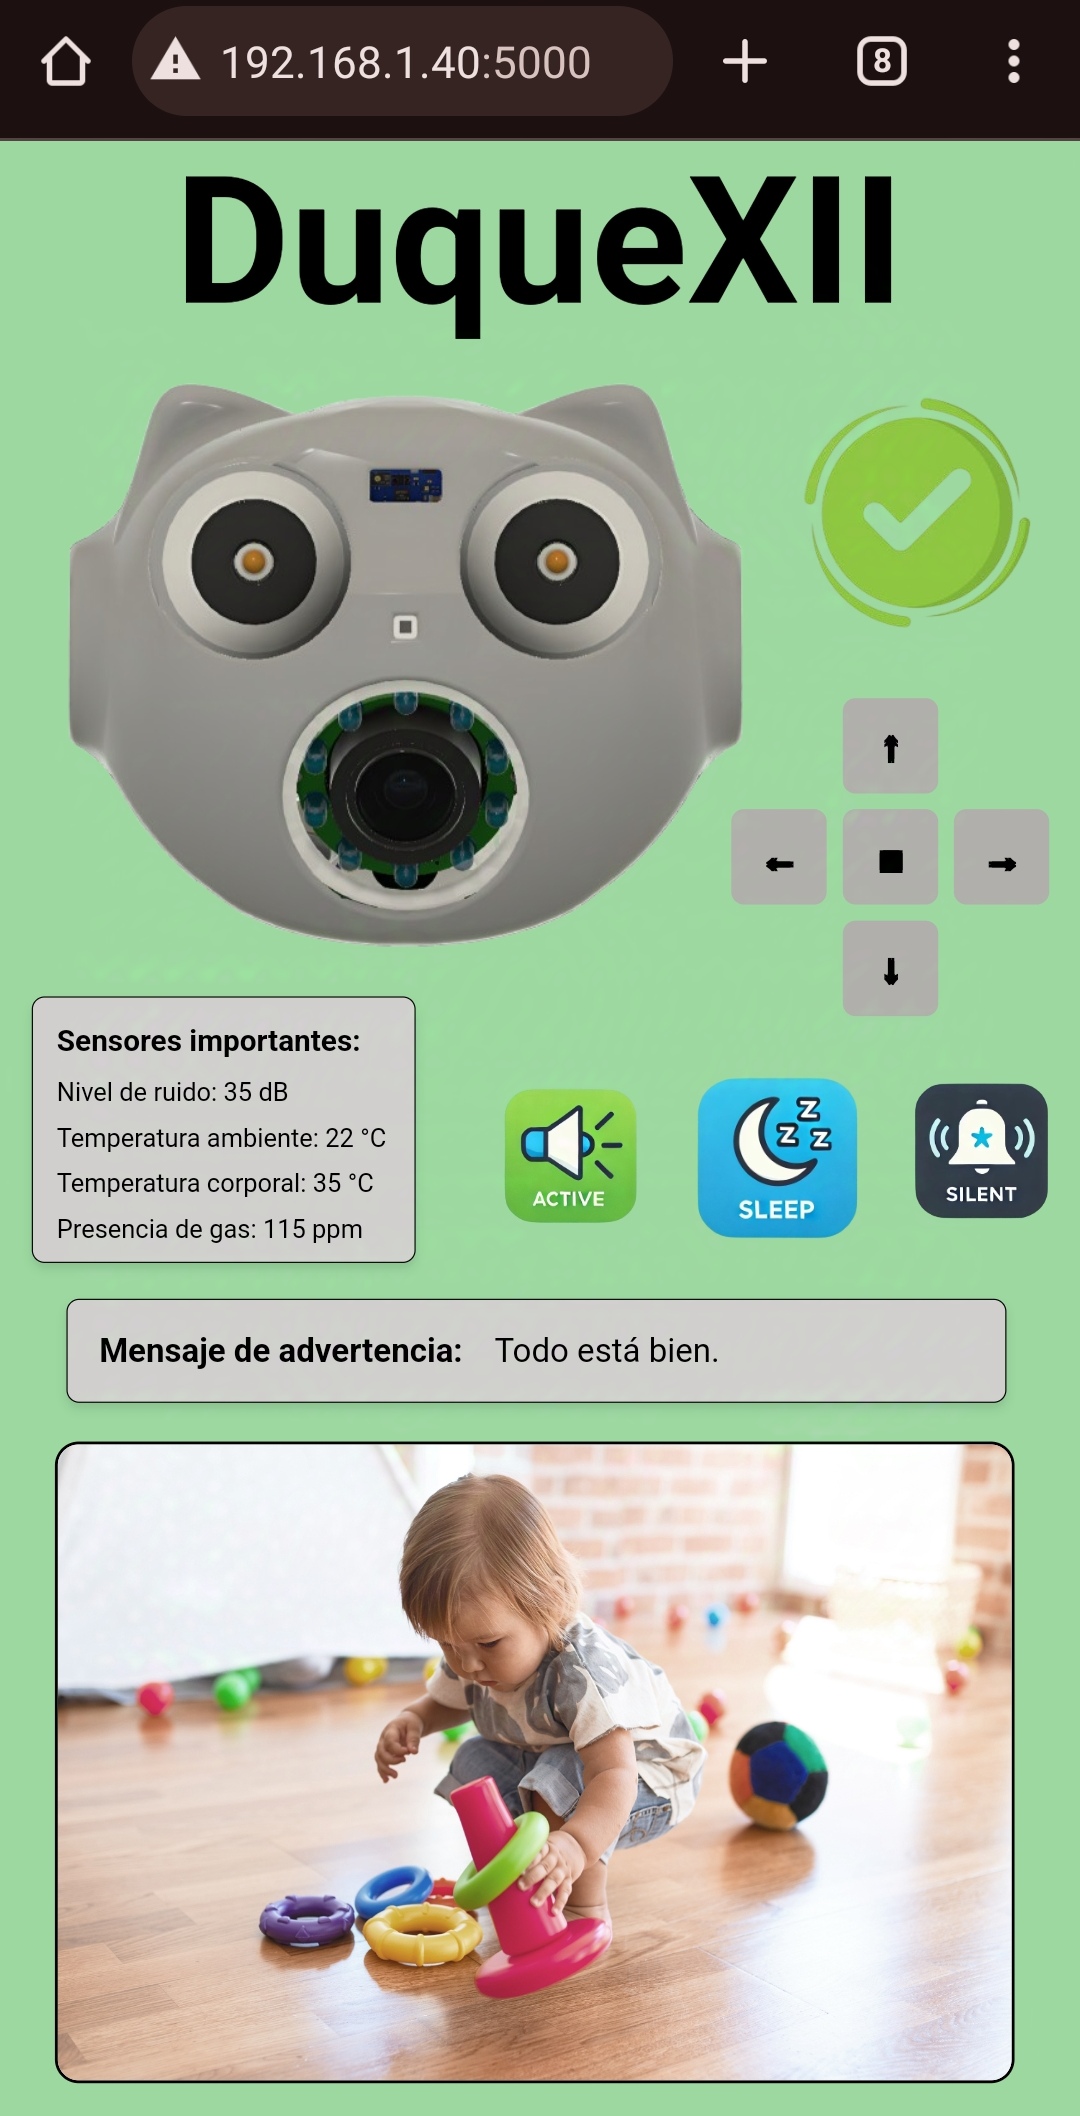 192.168.1.40:5000
8
DuqueXII
↑
← ■ →
↓
Sensores importantes:
Nivel de ruido: 35 dB
Temperatura ambiente: 22 °C
Temperatura corporal: 35 °C
Presencia de gas: 115 ppm
ACTIVE
z
z z
SLEEP
SILENT
Mensaje de advertencia: Todo está bien.